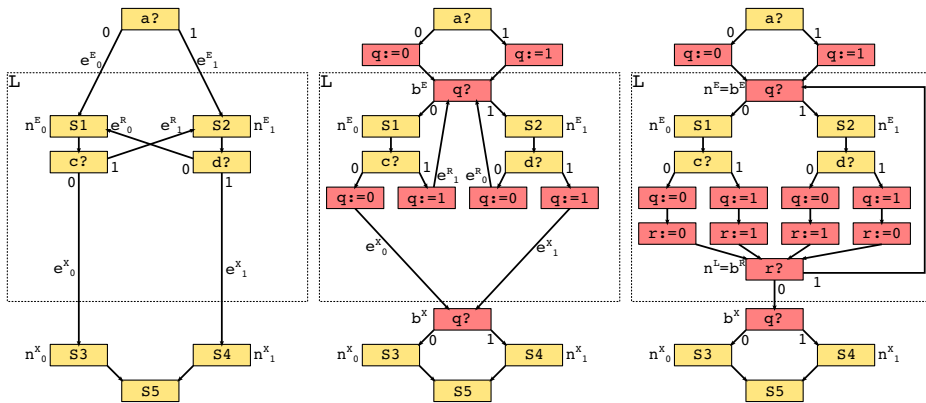 a? a? a?
0 1 0 1 0 1
e^E_0 e^E_1 q:=0 q:=1 q:=0 q:=1
L L L
b^E q? n^E=b^E q?
0 1 0 1
n^E_0 S1 e^R_0 e^R_1 S2 n^E_1 n^E_0 S1 S2 n^E_1 n^E_0 S1 S2 n^E_1
c? d? c? d? c? d?
0 1 0 1 0 1 0 1 0 1 0 1
q:=0 q:=1 e^R_1 e^R_0 q:=0 q:=1 q:=0 q:=1 q:=0 q:=1
r:=0 r:=1 r:=1 r:=0
e^X_0 e^X_1 e^X_0 e^X_1
n^L=b^R r?
0 1
b^X q? b^X q?
0 1 0 1
n^X_0 S3 S4 n^X_1 n^X_0 S3 S4 n^X_1 n^X_0 S3 S4 n^X_1
S5 S5 S5